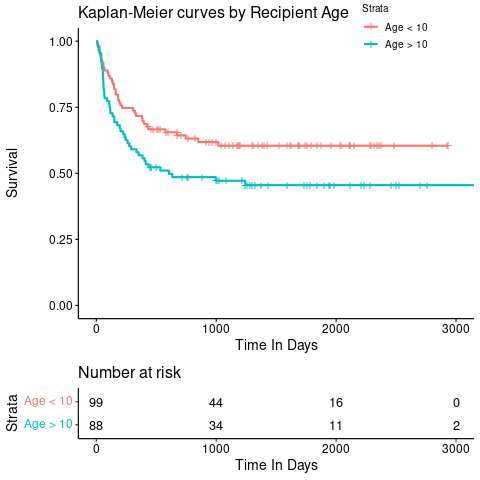 Kaplan-Meier curves by Recipient Age
Strata
Age < 10
Age > 10
1.00
0.75
0.50
0.25
0.00
Survival
0 1000 2000 3000
Time In Days
Number at risk
Strata
Age < 10 99 44 16 0
Age > 10 88 34 11 2
0 1000 2000 3000
Time In Days